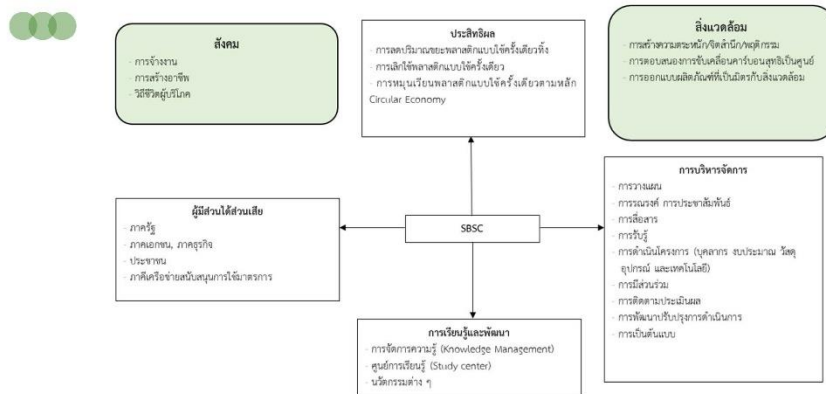 สังคม
- การจ้างงาน
- การสร้างอาชีพ
- วิถีชีวิตผู้บริโภค
ประสิทธิผล
- การลดปริมาณขยะพลาสติกแบบใช้ครั้งเดียวทิ้ง
- การเลิกใช้พลาสติกแบบใช้ครั้งเดียว
- การหมุนเวียนพลาสติกแบบใช้ครั้งเดียวตามหลัก
Circular Economy
สิ่งแวดล้อม
- การสร้างความตระหนัก/จิตสำนึก/พฤติกรรม
- การตอบสนองการขับเคลื่อนคาร์บอนสุทธิเป็นศูนย์
- การออกแบบผลิตภัณฑ์ที่เป็นมิตรกับสิ่งแวดล้อม
ผู้มีส่วนได้ส่วนเสีย
- ภาครัฐ
- ภาคเอกชน, ภาคธุรกิจ
- ประชาชน
- ภาคีเครือข่ายสนับสนุนการใช้มาตรการ
SBSC
การบริหารจัดการ
- การวางแผน
- การรณรงค์ การประชาสัมพันธ์
- การสื่อสาร
- การรับรู้
- การดำเนินโครงการ (บุคลากร งบประมาณ วัสดุ
อุปกรณ์ และเทคโนโลยี)
- การมีส่วนร่วม
- การติดตามประเมินผล
- การพัฒนาปรับปรุงการดำเนินการ
- การเป็นต้นแบบ
การเรียนรู้และพัฒนา
- การจัดการความรู้ (Knowledge Management)
- ศูนย์การเรียนรู้ (Study center)
- นวัตกรรมต่าง ๆ